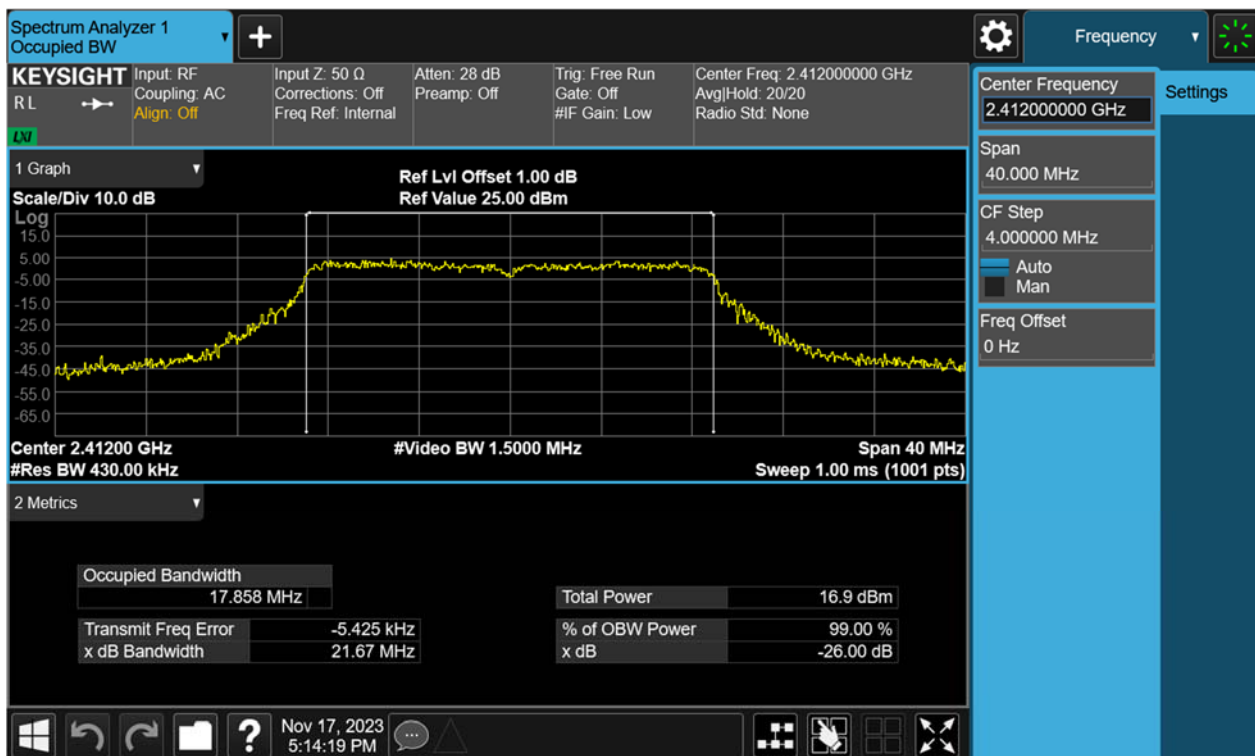 Spectrum Analyzer 1
Occupied BW
Frequency
KEYSIGHT
R L
LXI
Input: RF
Coupling: AC
Align: Off
Input Z: 50 Ω
Corrections: Off
Freq Ref: Internal
Atten: 28 dB
Preamp: Off
Trig: Free Run
Gate: Off
#IF Gain: Low
Center Freq: 2.412000000 GHz
Avg|Hold: 20/20
Radio Std: None
Center Frequency
2.412000000 GHz
Settings
Span
40.000 MHz
CF Step
4.000000 MHz
Auto
Man
Freq Offset
0 Hz
1 Graph
Scale/Div 10.0 dB
Ref Lvl Offset 1.00 dB
Ref Value 25.00 dBm
Log
15.0
5.00
-5.00
-15.0
-25.0
-35.0
-45.0
-55.0
-65.0
Center 2.41200 GHz
#Video BW 1.5000 MHz
Span 40 MHz
#Res BW 430.00 kHz
Sweep 1.00 ms (1001 pts)
2 Metrics
Occupied Bandwidth
17.858 MHz
Total Power 16.9 dBm
Transmit Freq Error -5.425 kHz
% of OBW Power 99.00 %
x dB Bandwidth 21.67 MHz
x dB -26.00 dB
?
Nov 17, 2023
5:14:19 PM